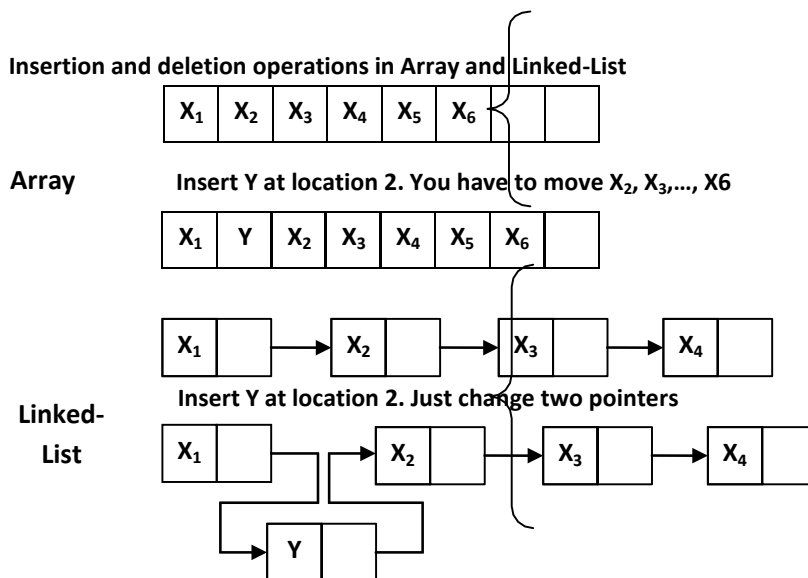 Insertion and deletion operations in Array and Linked-List
X₁ X₂ X₃ X₄ X₅ X₆
Array
Insert Y at location 2. You have to move X₂, X₃,..., X6
X₁ Y X₂ X₃ X₄ X₅ X₆
X₁ X₂ X₃ X₄
Insert Y at location 2. Just change two pointers
Linked-
List
X₁ X₂ X₃ X₄
Y